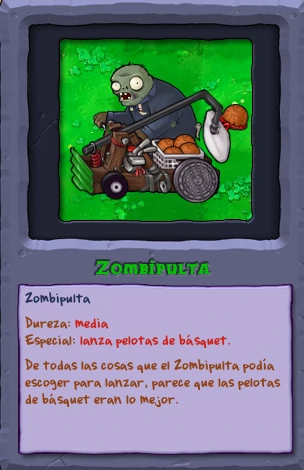 Zombipulta
Zombipulta
Dureza: media
Especial: lanza pelotas de básquet.
De todas las cosas que el Zombipulta podía
escoger para lanzar, parece que las pelotas
de básquet eran lo mejor.